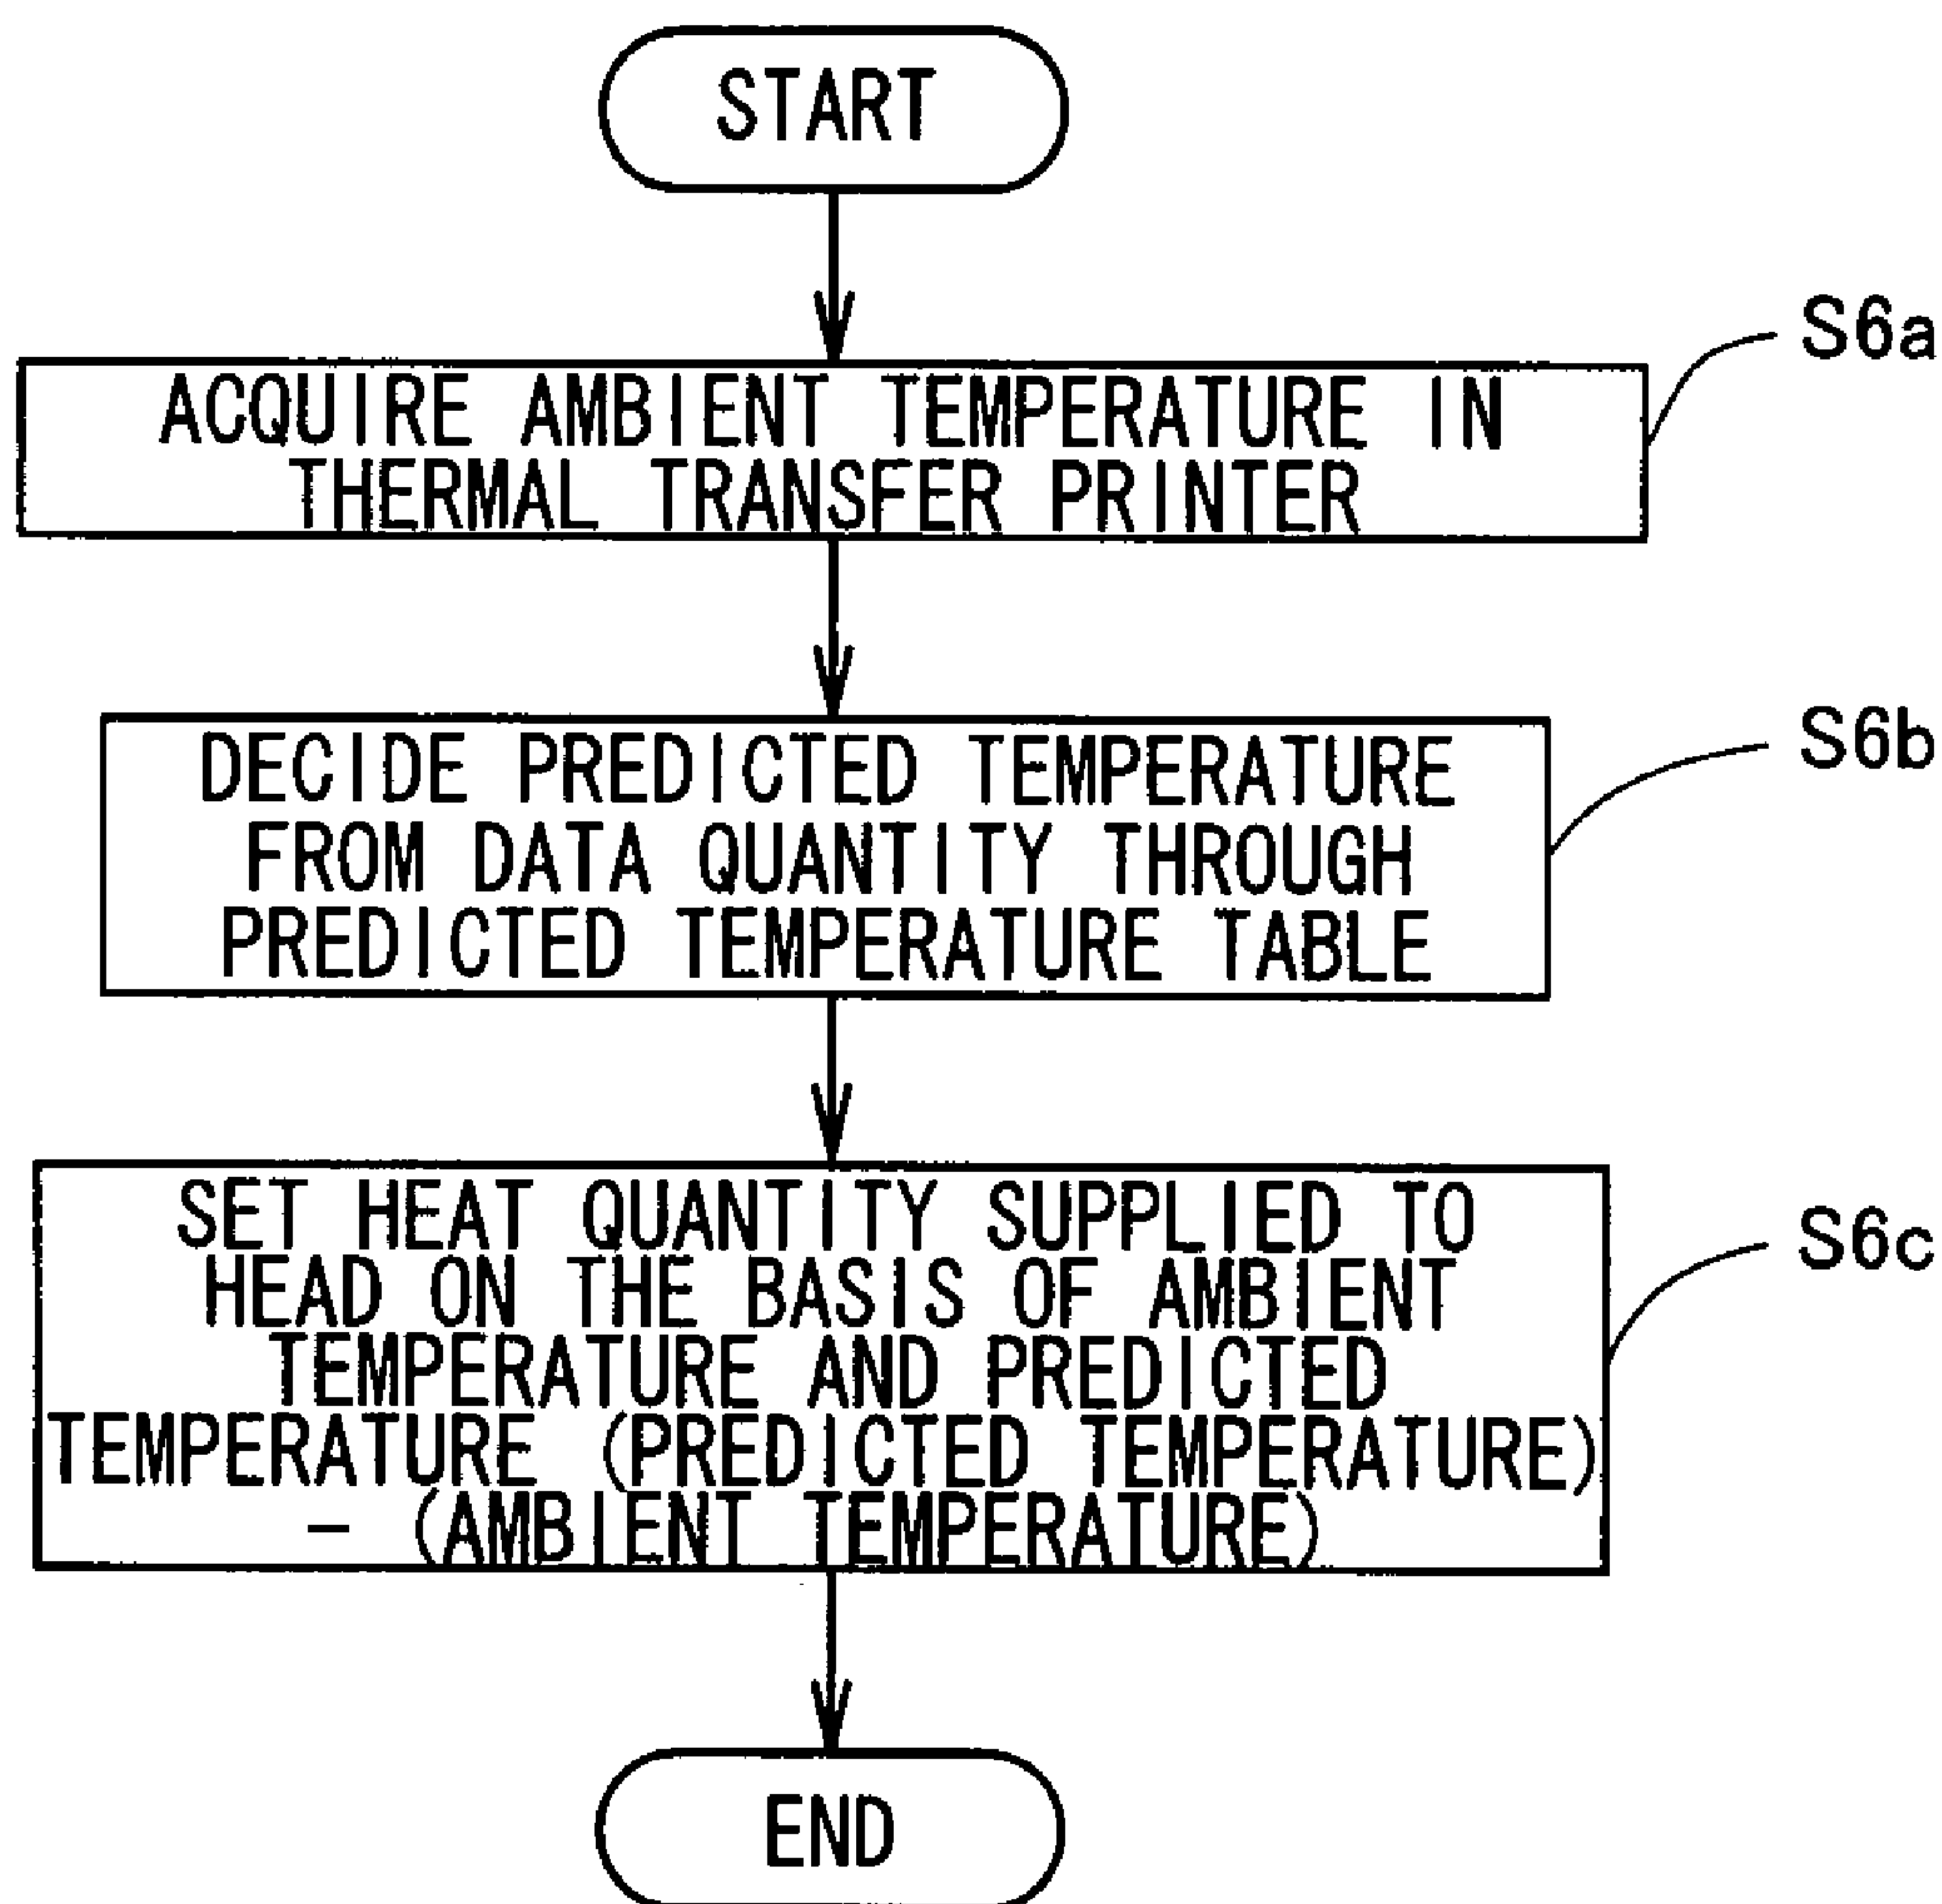 START
S6a
ACQUIRE AMBIENT TEMPERATURE IN
THERMAL TRANSFER PRINTER
S6b
DECIDE PREDICTED TEMPERATURE
FROM DATA QUANTITY THROUGH
PREDICTED TEMPERATURE TABLE
S6c
SET HEAT QUANTITY SUPPLIED TO
HEAD ON THE BASIS OF AMBIENT
TEMPERATURE AND PREDICTED
TEMPERATURE (PREDICTED TEMPERATURE)
- (AMBIENT TEMPERATURE)
END